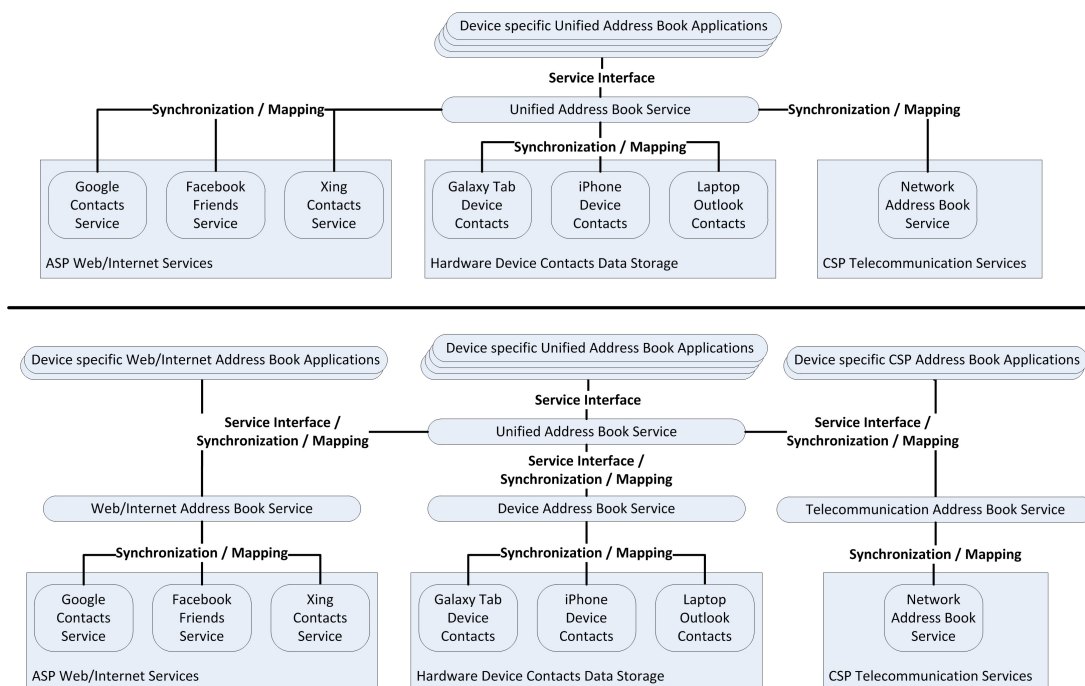 Device specific Unified Address Book Applications
Service Interface
Synchronization / Mapping
Unified Address Book Service
Synchronization / Mapping
Synchronization / Mapping
Google
Contacts
Service
Facebook
Friends
Service
Xing
Contacts
Service
ASP Web/Internet Services
Galaxy Tab
Device
Contacts
iPhone
Device
Contacts
Laptop
Outlook
Contacts
Hardware Device Contacts Data Storage
Network
Address Book
Service
CSP Telecommunication Services
Device specific Web/Internet Address Book Applications
Device specific Unified Address Book Applications
Device specific CSP Address Book Applications
Service Interface
Service Interface /
Synchronization / Mapping
Unified Address Book Service
Service Interface /
Synchronization / Mapping
Service Interface /
Synchronization / Mapping
Web/Internet Address Book Service
Device Address Book Service
Telecommunication Address Book Service
Synchronization / Mapping
Synchronization / Mapping
Synchronization / Mapping
Google
Contacts
Service
Facebook
Friends
Service
Xing
Contacts
Service
ASP Web/Internet Services
Galaxy Tab
Device
Contacts
iPhone
Device
Contacts
Laptop
Outlook
Contacts
Hardware Device Contacts Data Storage
Network
Address Book
Service
CSP Telecommunication Services